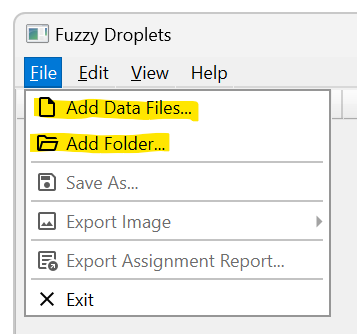 Fuzzy Droplets
File Edit View Help
Add Data Files...
Add Folder...
Save As...
Export Image
Export Assignment Report...
Exit